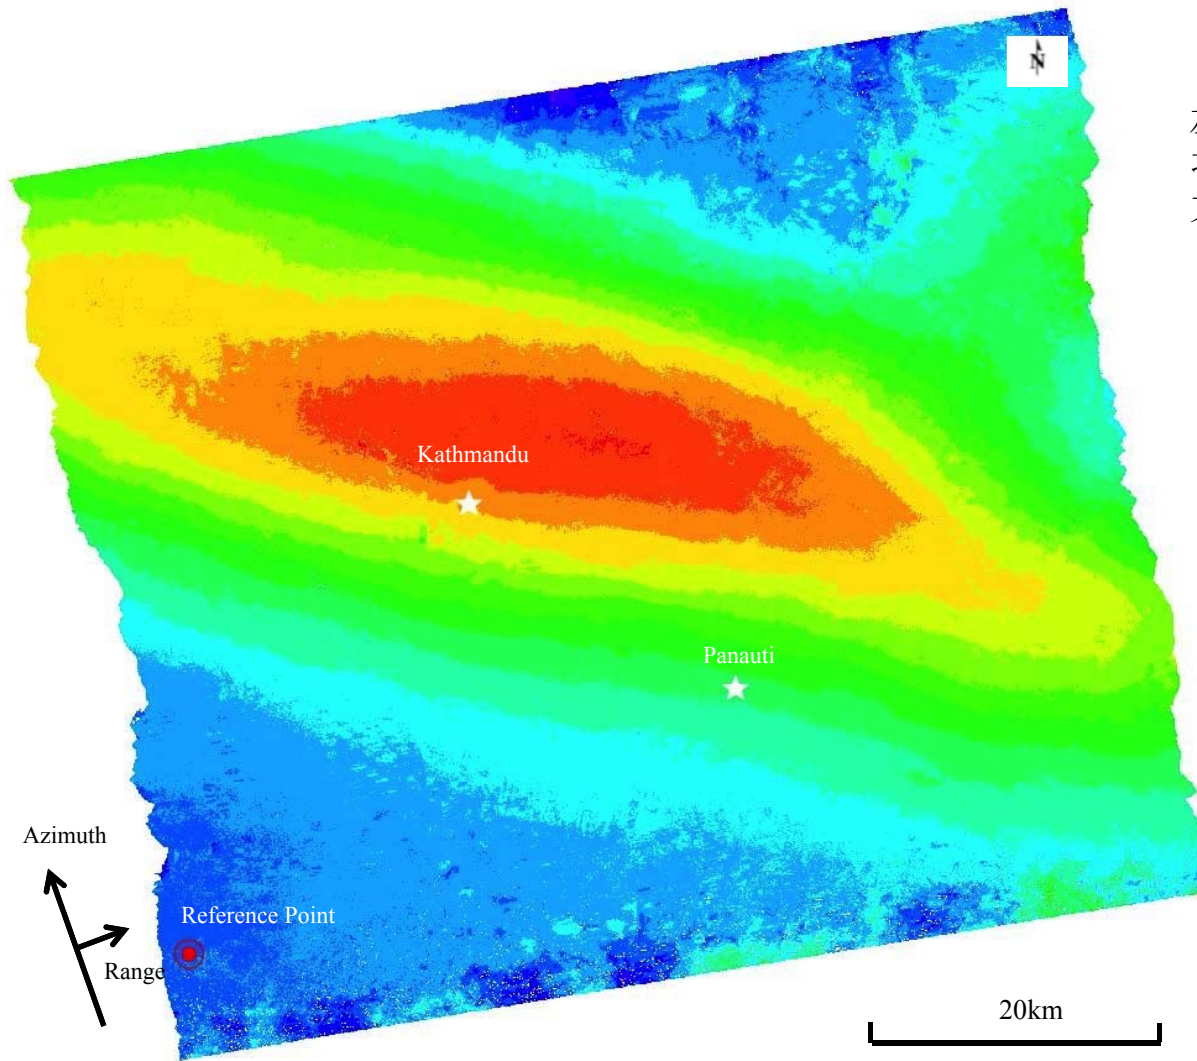 N
Kathmandu
Panauti
Azimuth
Reference Point
Range
20km